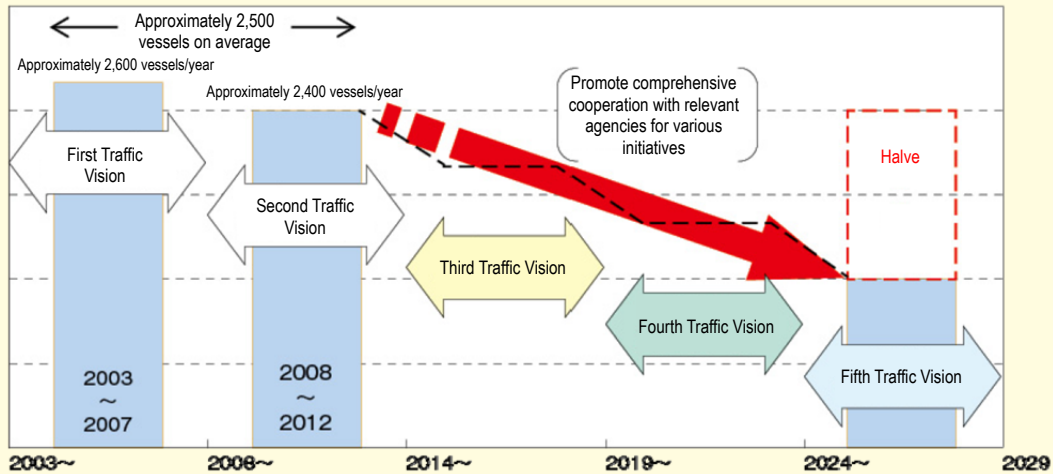 Approximately 2,500
vessels on average
Approximately 2,600 vessels/year
Approximately 2,400 vessels/year
Promote comprehensive
cooperation with relevant
agencies for various
initiatives
Halve
First Traffic
Vision
Second Traffic
Vision
Third Traffic Vision
Fourth Traffic Vision
Fifth Traffic Vision
2003
～
2007
2008
～
2012
2003～
2008～
2014～
2019～
2024～
2029